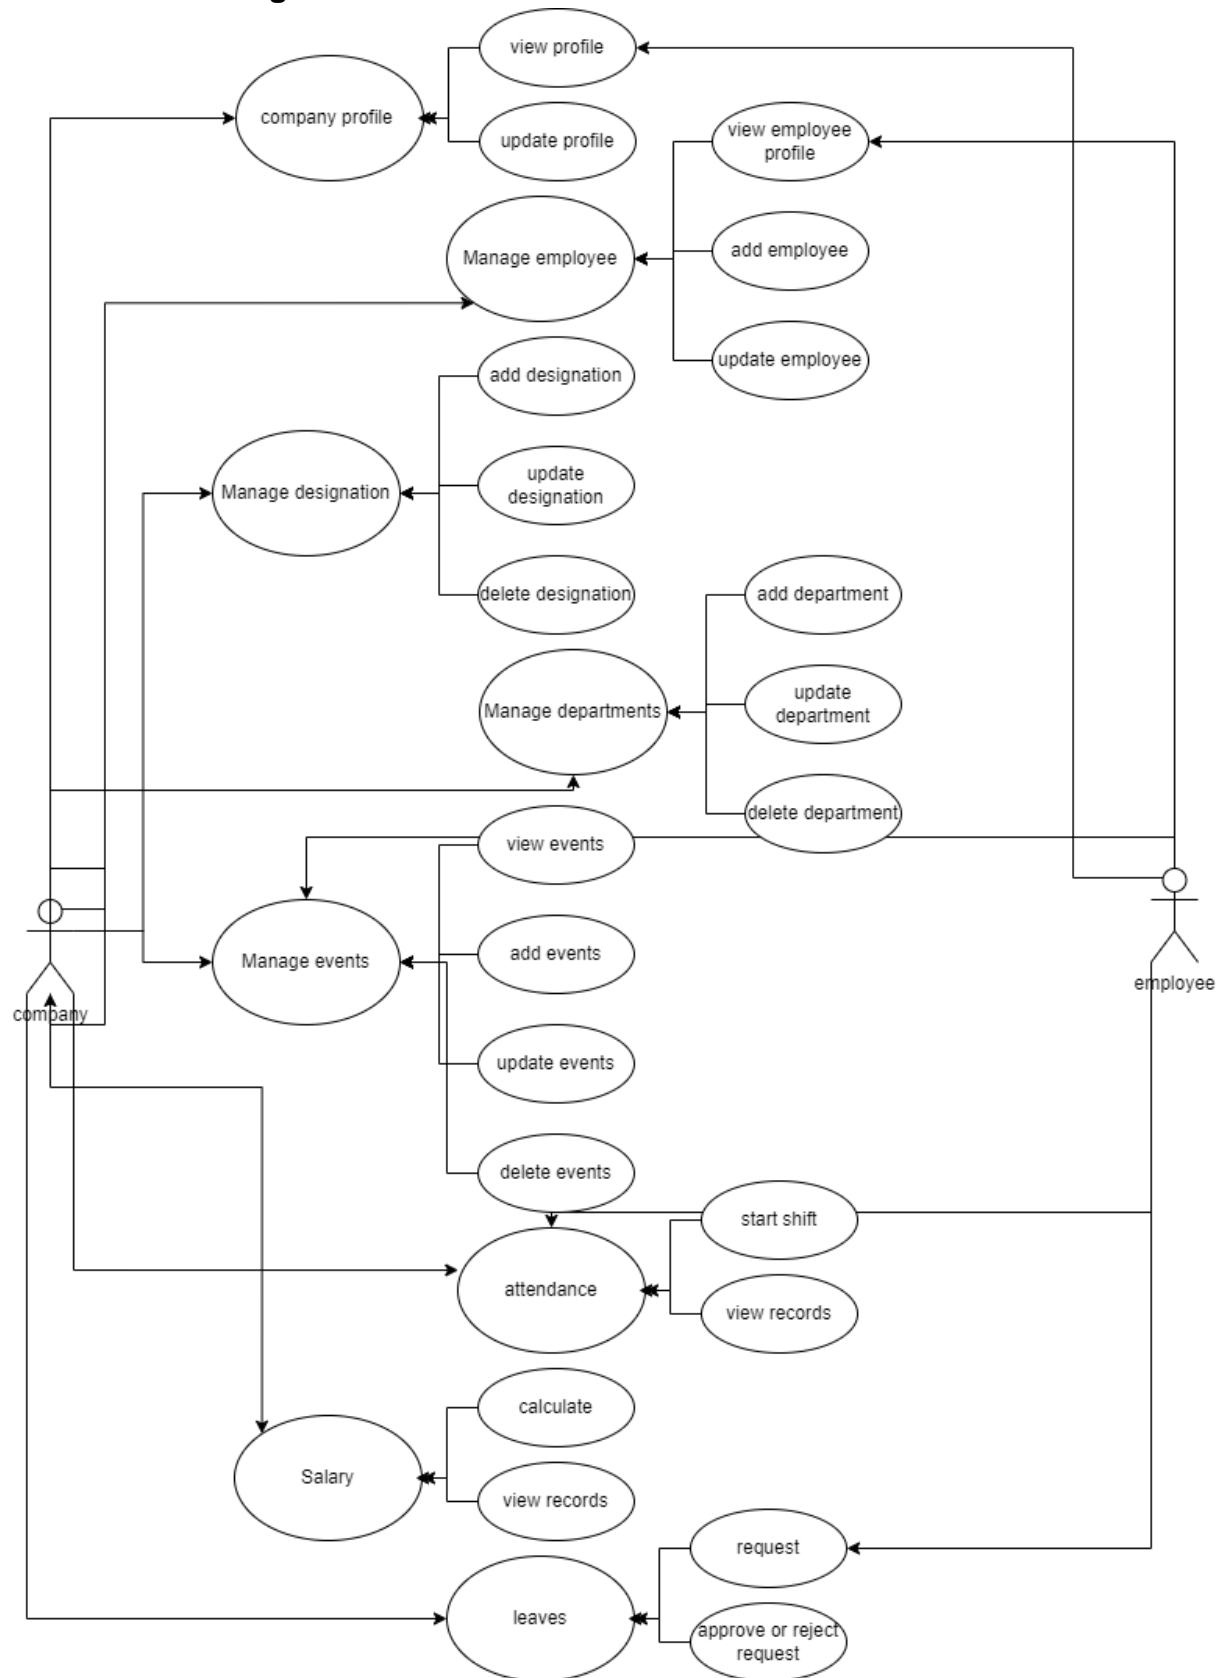 view profile
company profile
update profile
view employee
profile
add employee
Manage employee
update employee
add designation
update
designation
Manage designation
delete designation
add department
update
department
Manage departments
delete department
view events
add events
Manage events
employee
company
update events
delete events
start shift
attendance
view records
calculate
Salary
view records
request
leaves
approve or reject
request